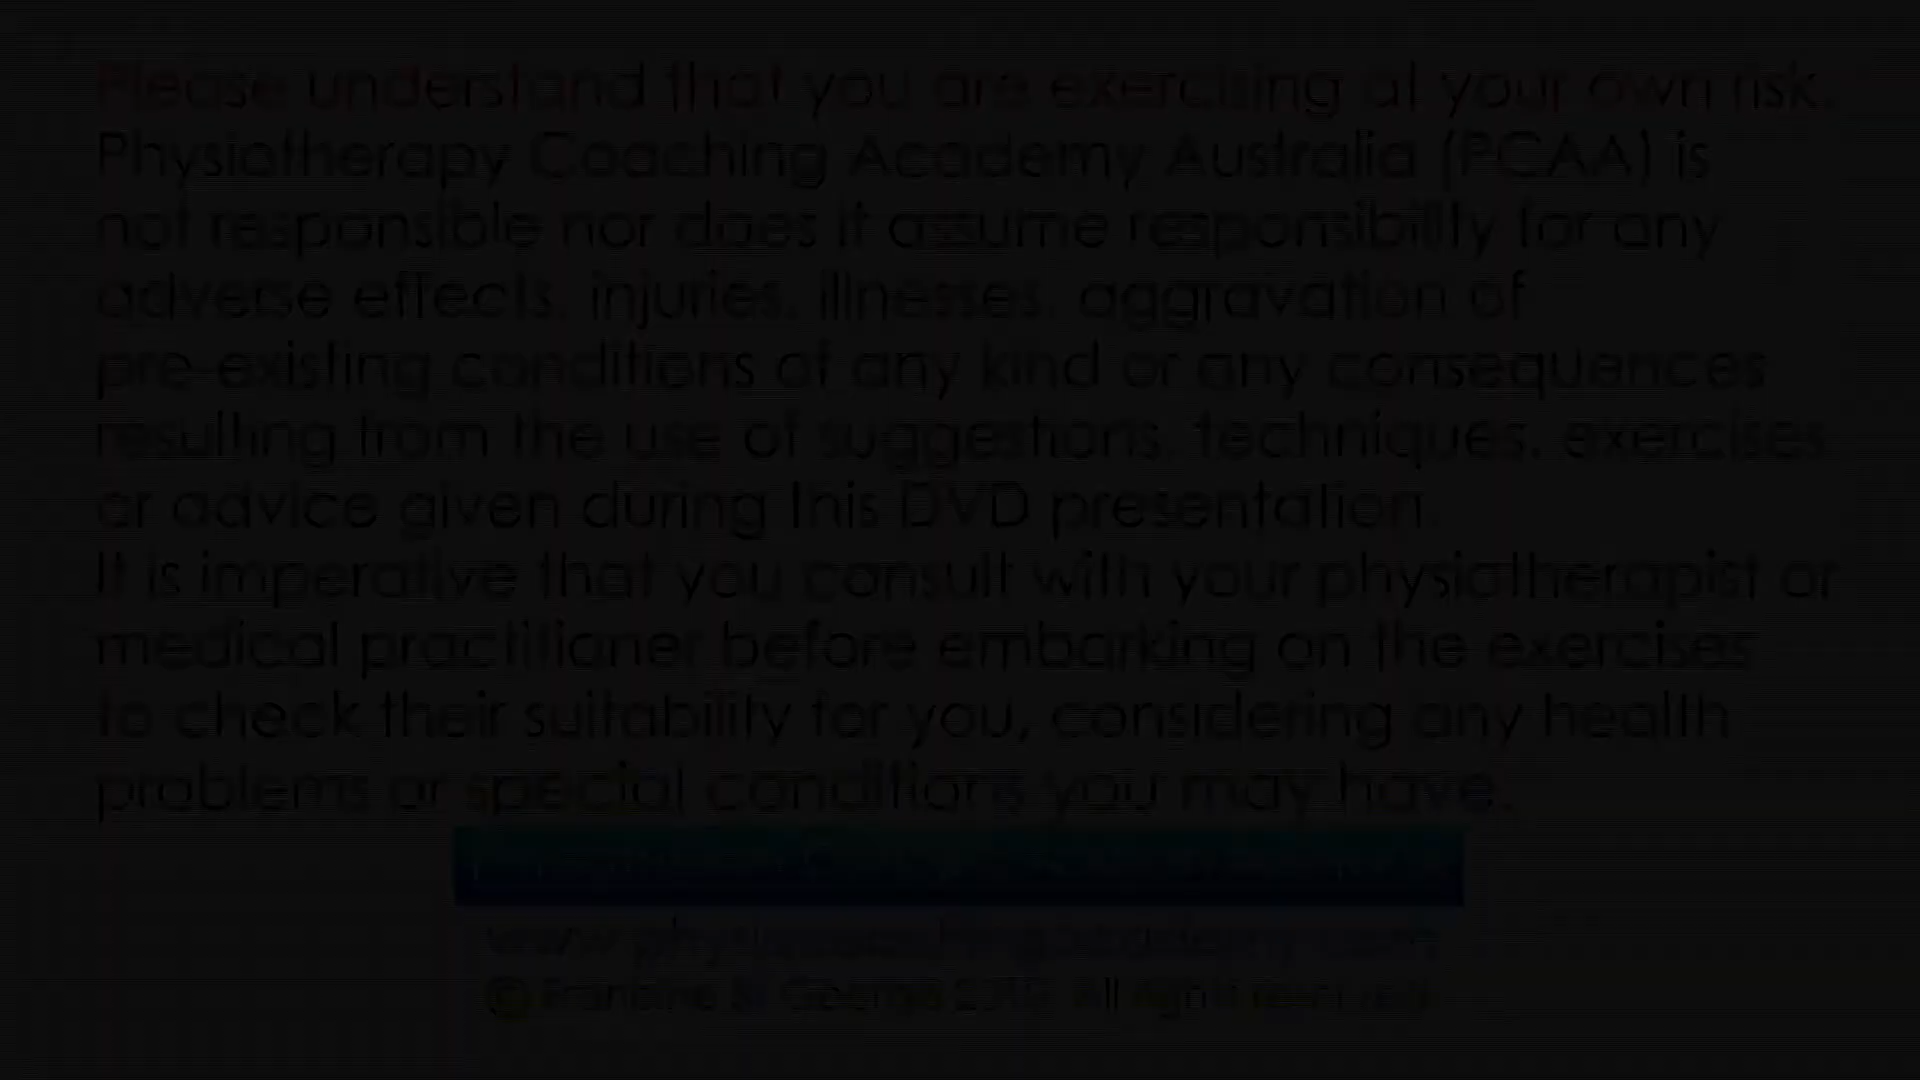 Please understand that you are exercising at your own risk.
Physiotherapy Coaching Academy Australia (PCAA) is
not responsible nor does it assume responsibility for any
adverse effects, injuries, illnesses, aggravation of
pre-existing conditions of any kind or any consequences
resulting from the use of suggestions, techniques, exercises
or advice given during this DVD presentation.
It is imperative that you consult with your physiotherapist or
medical practitioner before embarking on the exercises
to check their suitability for you, considering any health
problems or special conditions you may have.
© St All rights reserved